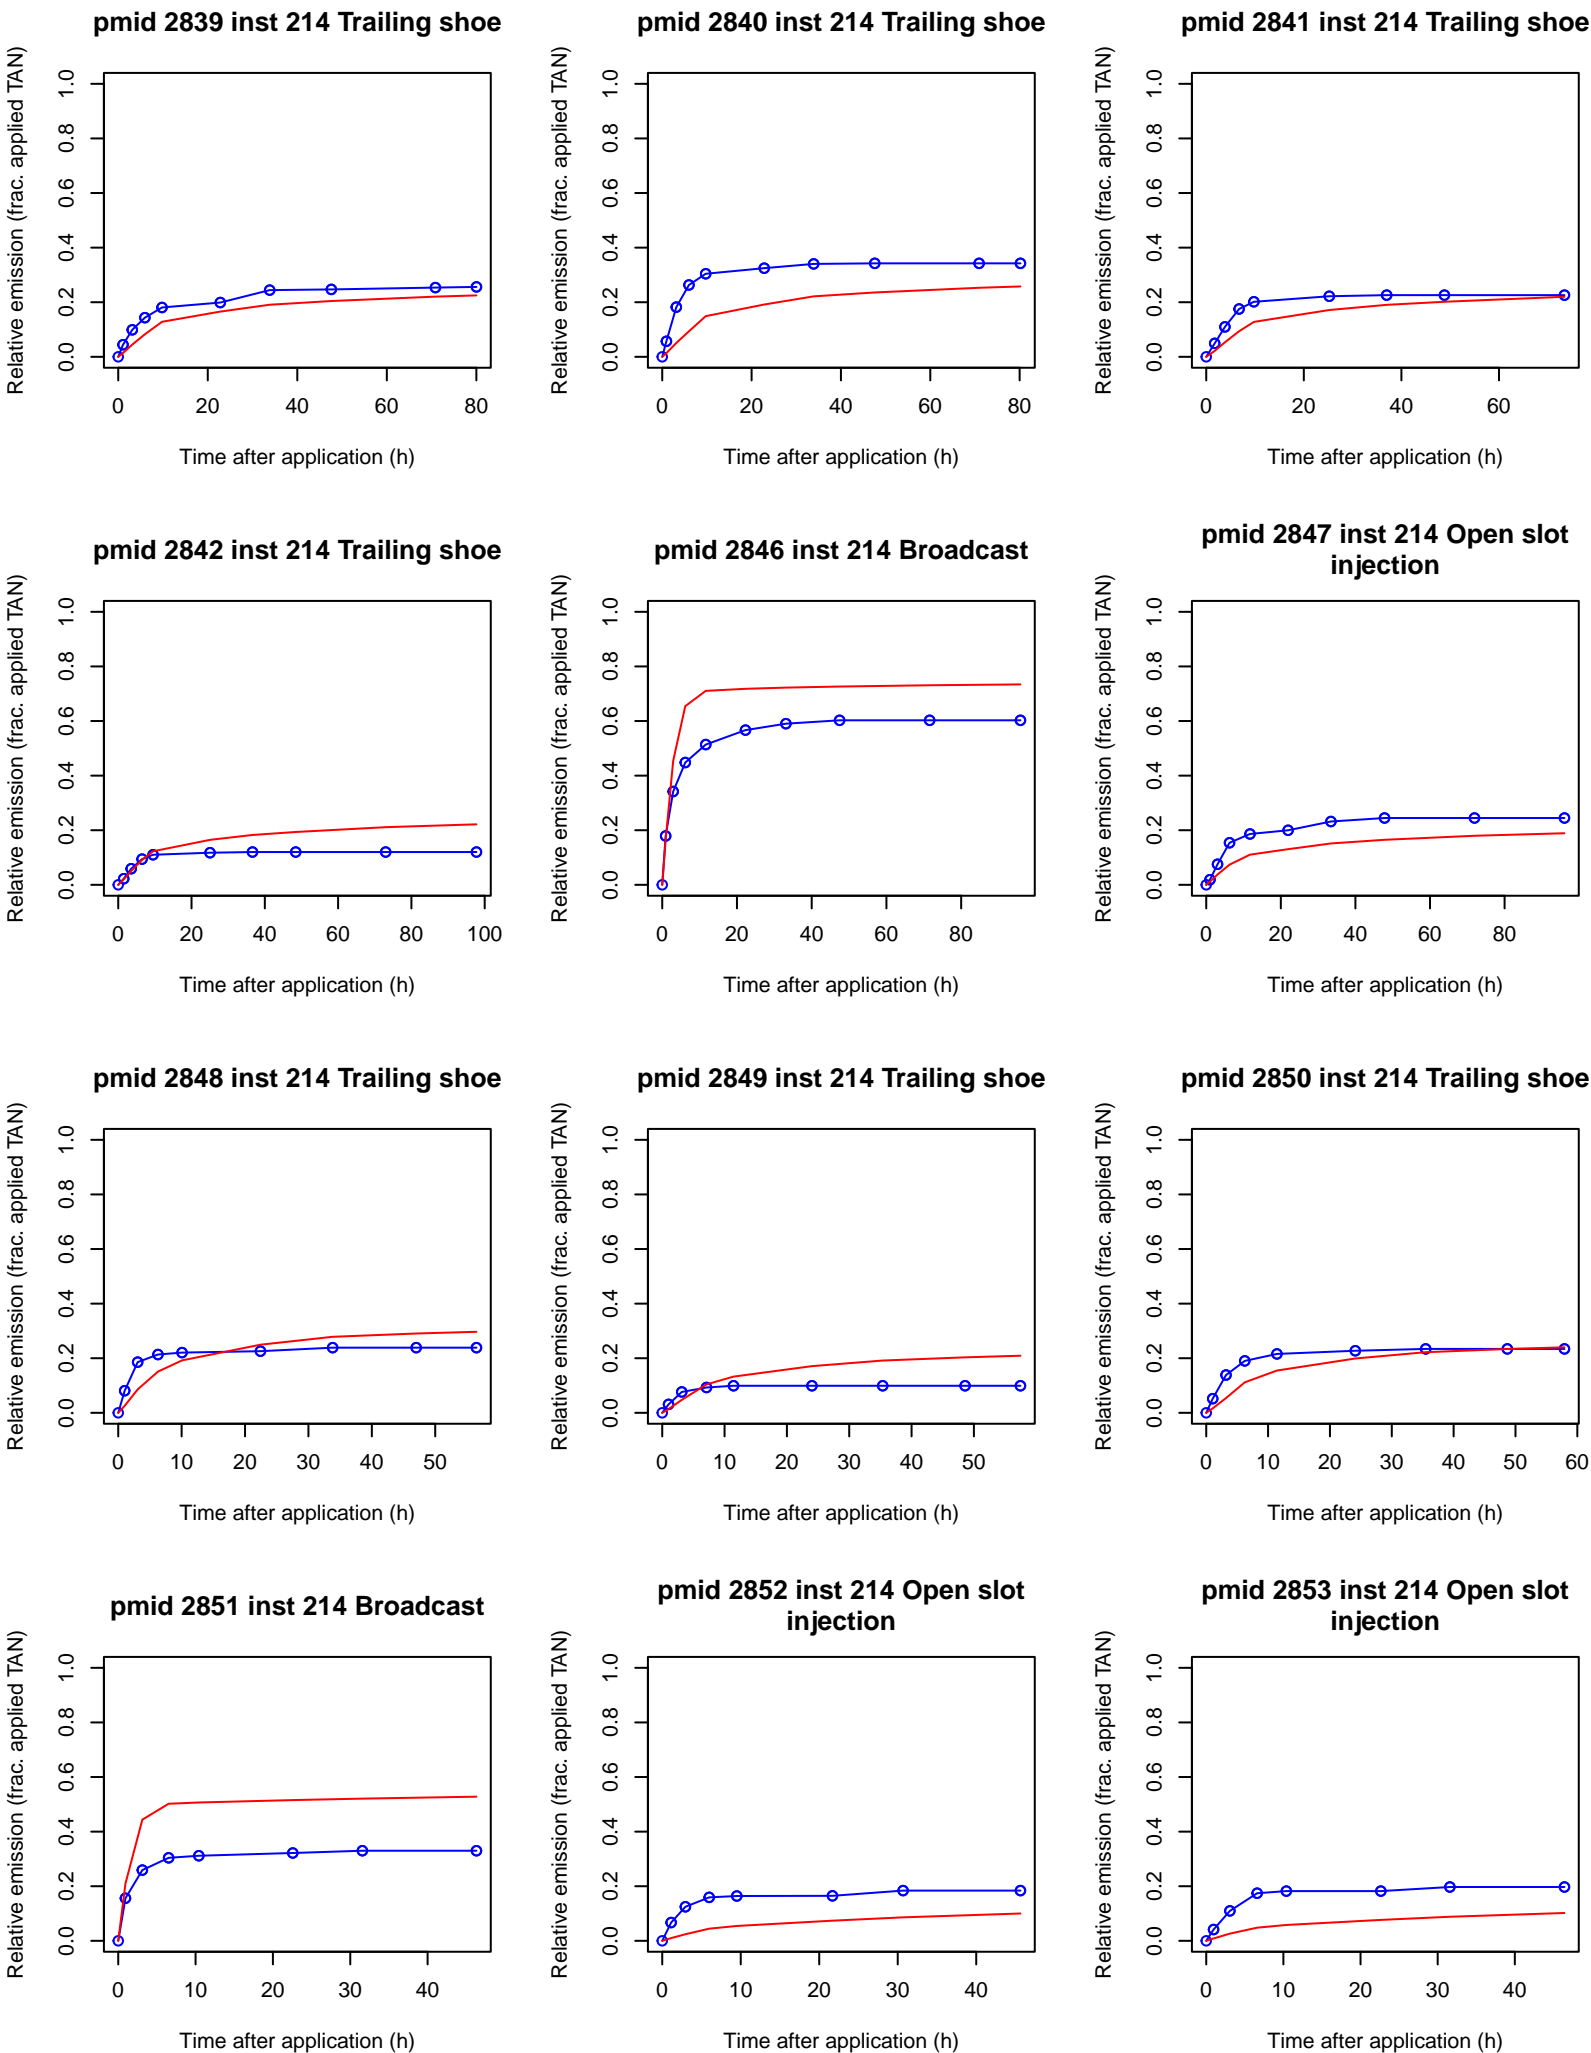 pmid 2839 inst 214 Trailing shoe
Relative emission (frac. applied TAN)
0.0 0.2 0.4 0.6 0.8 1.0
0 20 40 60 80
Time after application (h)
pmid 2840 inst 214 Trailing shoe
Relative emission (frac. applied TAN)
0.0 0.2 0.4 0.6 0.8 1.0
0 20 40 60 80
Time after application (h)
pmid 2841 inst 214 Trailing shoe
Relative emission (frac. applied TAN)
0.0 0.2 0.4 0.6 0.8 1.0
0 20 40 60
Time after application (h)
pmid 2842 inst 214 Trailing shoe
Relative emission (frac. applied TAN)
0.0 0.2 0.4 0.6 0.8 1.0
0 20 40 60 80 100
Time after application (h)
pmid 2846 inst 214 Broadcast
Relative emission (frac. applied TAN)
0.0 0.2 0.4 0.6 0.8 1.0
0 20 40 60 80
Time after application (h)
pmid 2847 inst 214 Open slot
injection
Relative emission (frac. applied TAN)
0.0 0.2 0.4 0.6 0.8 1.0
0 20 40 60 80
Time after application (h)
pmid 2848 inst 214 Trailing shoe
Relative emission (frac. applied TAN)
0.0 0.2 0.4 0.6 0.8 1.0
0 10 20 30 40 50
Time after application (h)
pmid 2849 inst 214 Trailing shoe
Relative emission (frac. applied TAN)
0.0 0.2 0.4 0.6 0.8 1.0
0 10 20 30 40 50
Time after application (h)
pmid 2850 inst 214 Trailing shoe
Relative emission (frac. applied TAN)
0.0 0.2 0.4 0.6 0.8 1.0
0 10 20 30 40 50 60
Time after application (h)
pmid 2851 inst 214 Broadcast
Relative emission (frac. applied TAN)
0.0 0.2 0.4 0.6 0.8 1.0
0 10 20 30 40
Time after application (h)
pmid 2852 inst 214 Open slot
injection
Relative emission (frac. applied TAN)
0.0 0.2 0.4 0.6 0.8 1.0
0 10 20 30 40
Time after application (h)
pmid 2853 inst 214 Open slot
injection
Relative emission (frac. applied TAN)
0.0 0.2 0.4 0.6 0.8 1.0
0 10 20 30 40
Time after application (h)